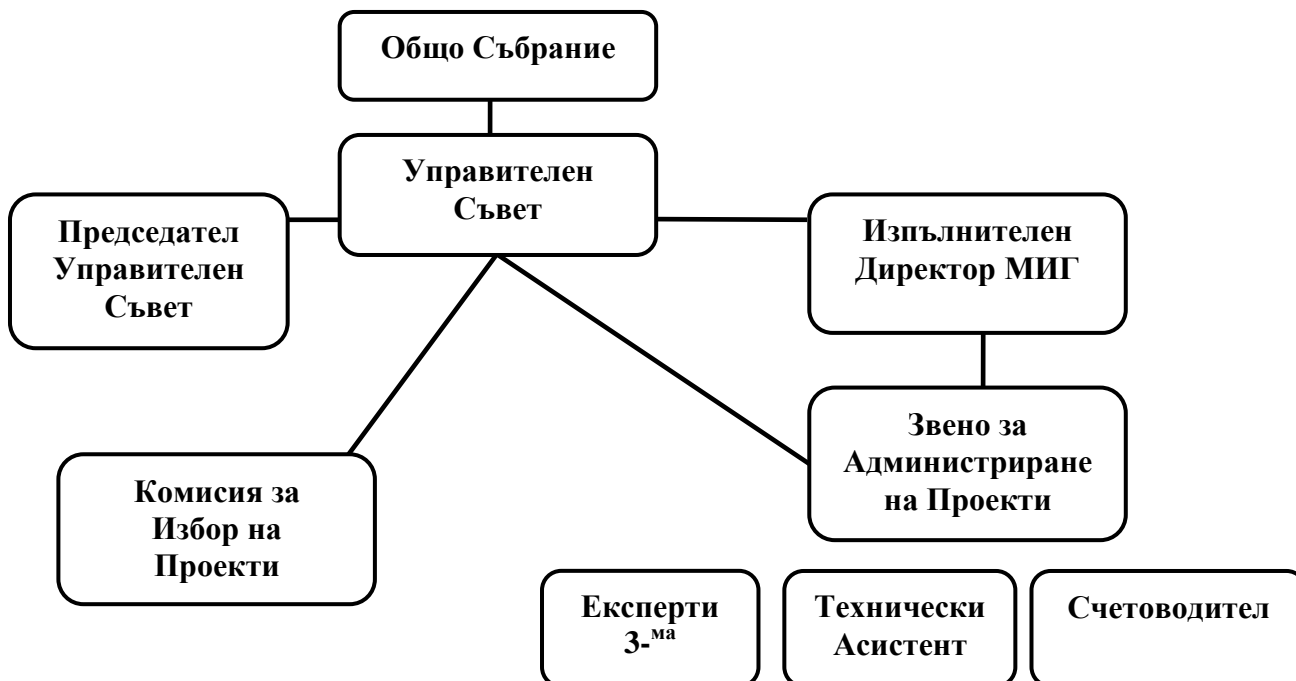 Общо Събрание
Управителен
Съвет
Председател
Управителен
Съвет
Изпълнителен
Директор МИГ
Звено за
Администриране
на Проекти
Комисия за
Избор на
Проекти
Експерти
3-ма
Технически
Асистент
Счетоводител